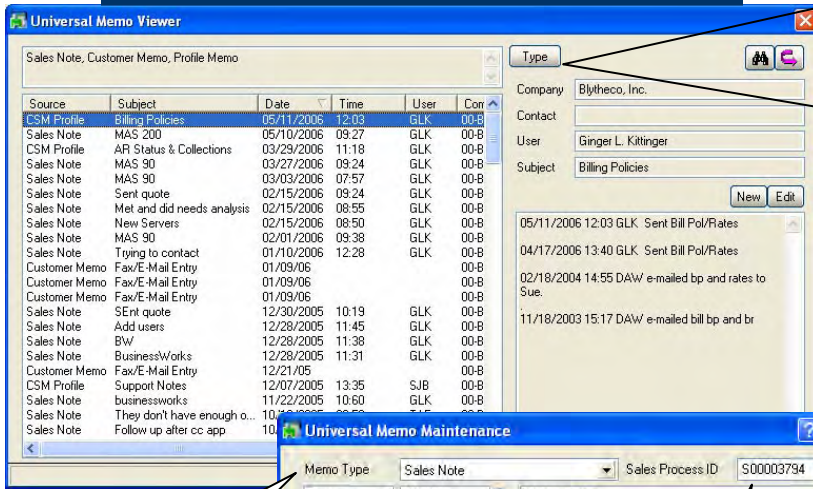 Universal Memo Viewer
Sales Note, Customer Memo, Profile Memo
Type
Company Blytheco, Inc.
Contact
User Ginger L. Kittinger
Subject Billing Policies
New Edit
Source Subject Date Time User Com
CSM Profile Billing Policies 05/11/2006 12:03 GLK 00-B
Sales Note MAS 200 05/10/2006 09:27 GLK 00-B
CSM Profile AR Status & Collections 03/29/2006 11:18 GLK 00-B
Sales Note MAS 90 03/27/2006 09:24 GLK 00-B
Sales Note MAS 90 03/03/2006 07:57 GLK 00-B
Sales Note Sent quote 02/15/2006 09:24 GLK 00-B
Sales Note Met and did needs analysis 02/15/2006 08:55 GLK 00-B
Sales Note New Servers 02/15/2006 08:50 GLK 00-B
Sales Note MAS 90 02/01/2006 09:38 GLK 00-B
Sales Note Trying to contact 01/10/2006 12:28 GLK 00-B
Customer Memo Fax/E-Mail Entry 01/09/06 00-B
Customer Memo Fax/E-Mail Entry 01/09/06 00-B
Customer Memo Fax/E-Mail Entry 01/09/06 00-B
Sales Note SEnt quote 12/30/2005 10:19 GLK 00-B
Sales Note Add users 12/28/2005 11:45 GLK 00-B
Sales Note BW 12/28/2005 11:38 GLK 00-B
Sales Note BusinessWorks 12/28/2005 11:31 GLK 00-B
Customer Memo Fax/E-Mail Entry 12/21/05 00-B
CSM Profile Support Notes 12/07/2005 13:35 SJB 00-B
Sales Note businessworks 11/22/2005 10:60 GLK 00-B
Sales Note They don't have enough o...
Sales Note Follow up after cc app
05/11/2006 12:03 GLK Sent Bill Pol/Rates
04/17/2006 13:40 GLK Sent Bill Pol/Rates
02/18/2004 14:55 DAW e-mailed bp and rates to
Sue.
.
11/18/2003 15:17 DAW e-mailed bill bp and br
Universal Memo Maintenance
Memo Type Sales Note Sales Process ID S00003794